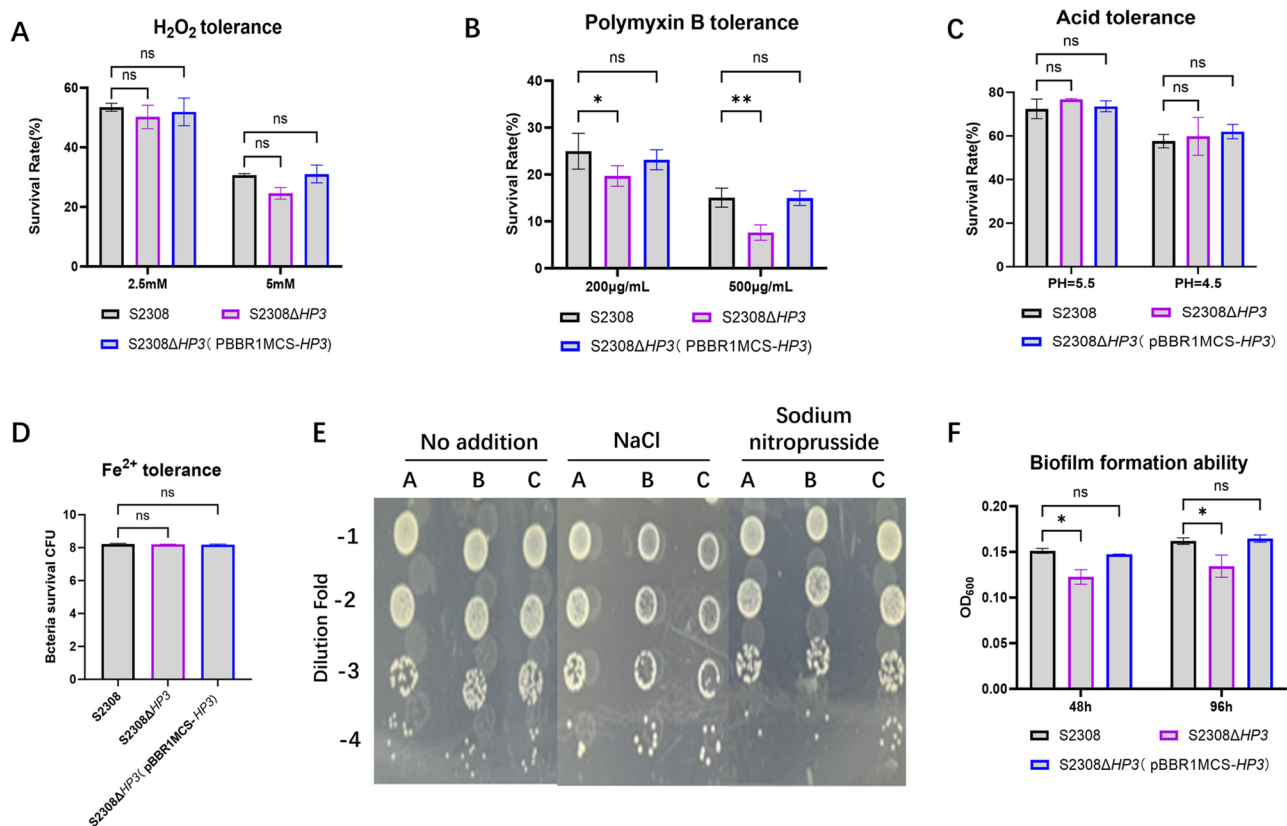 A
H₂O₂ tolerance
Survival Rate(%)
60
40
20
0
ns
ns
ns
ns
2.5mM
5mM
S2308
S2308ΔHP3
S2308ΔHP3( PBBR1MCS-HP3)
B
Polymyxin B tolerance
Survival Rate(%)
40
30
20
10
0
ns
*
ns
**
200μg/mL
500μg/mL
S2308
S2308ΔHP3
S2308ΔHP3( PBBR1MCS-HP3)
C
Acid tolerance
Survival Rate(%)
80
60
40
20
0
ns
ns
ns
ns
PH=5.5
PH=4.5
S2308
S2308ΔHP3
S2308ΔHP3( pBBR1MCS-HP3)
D
Fe²⁺ tolerance
Bcteria survival CFU
10
8
6
4
2
0
ns
ns
S2308
S2308ΔHP3
S2308ΔHP3( pBBR1MCS- HP3)
E
No addition
NaCl
Sodium
nitroprusside
A B C A B C A B C
Dilution Fold
-1
-2
-3
-4
F
Biofilm formation ability
OD₆₀₀
0.20
0.15
0.10
0.05
0.00
ns
*
ns
*
48h
96h
S2308
S2308ΔHP3
S2308ΔHP3( pBBR1MCS-HP3)